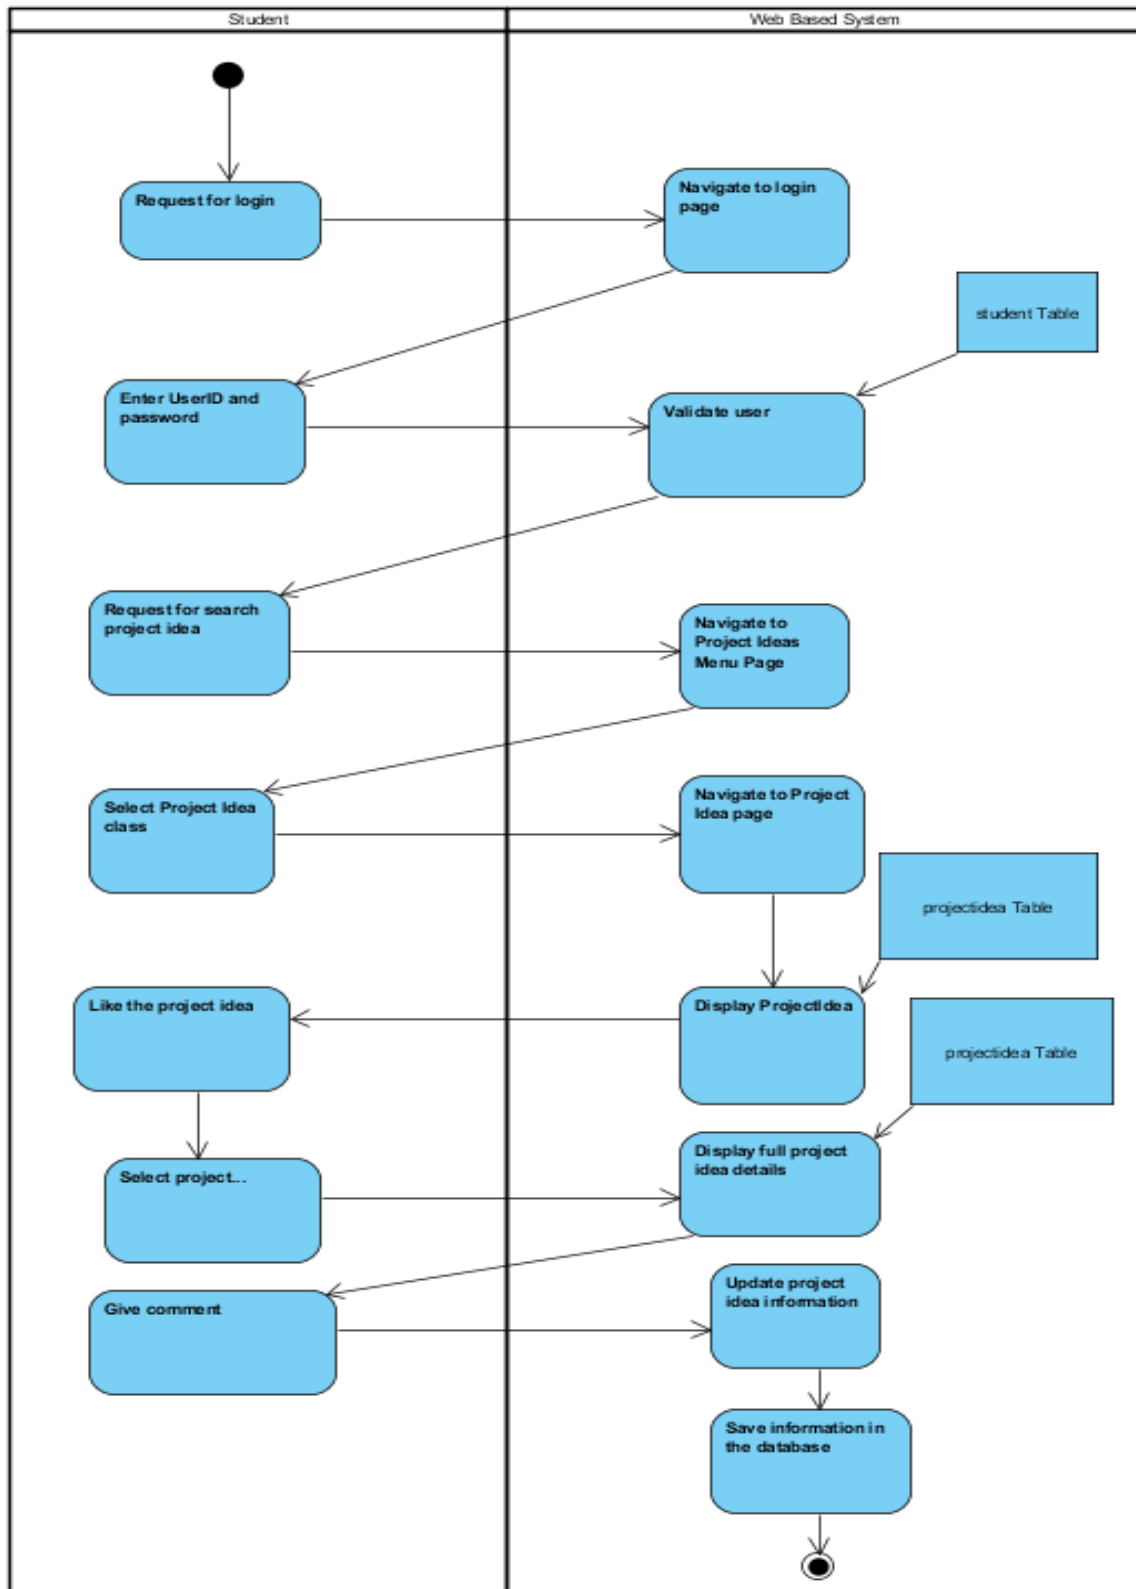 Student
Web Based System
Request for login
Navigate to login
page
student Table
Enter UserID and
password
Validate user
Request for search
project idea
Navigate to
Project Ideas
Menu Page
Select Project Idea
class
Navigate to Project
Idea page
projectidea Table
Like the project idea
Display ProjectIdea
projectidea Table
Select project...
Display full project
idea details
Give comment
Update project
idea information
Save information in
the database